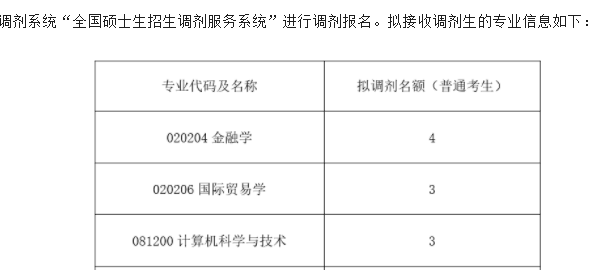 调剂系统“全国硕士生招生调剂服务系统”进行调剂报名。拟接收调剂生的专业信息如下：
专业代码及名称 拟调剂名额（普通考生）
020204 金融学 4
020206 国际贸易学 3
081200 计算机科学与技术 3